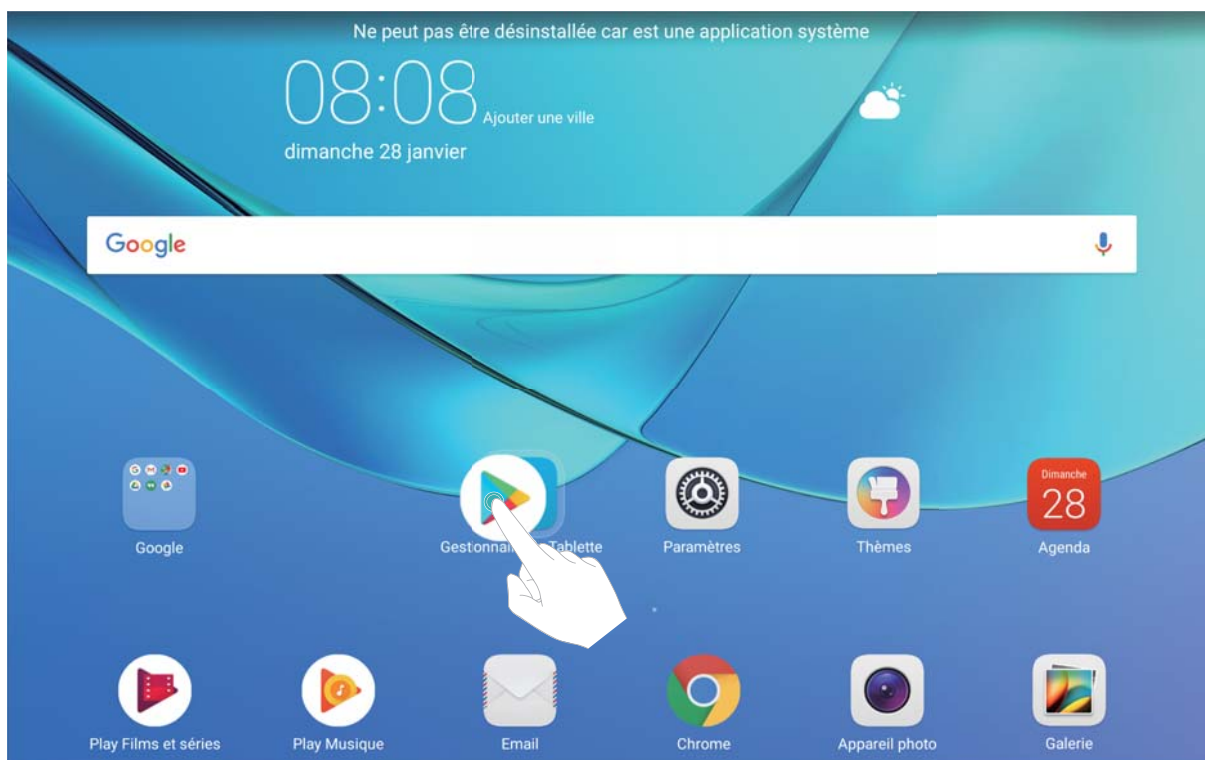 Ne peut pas être désinstallée car est une application système
08:08
Ajouter une ville
dimanche 28 janvier
Google
Dimanche
28
Google
Tablette
Paramètres
Thèmes
Agenda
Play Films et séries
Play Musique
Email
Chrome
Appareil photo
Galerie